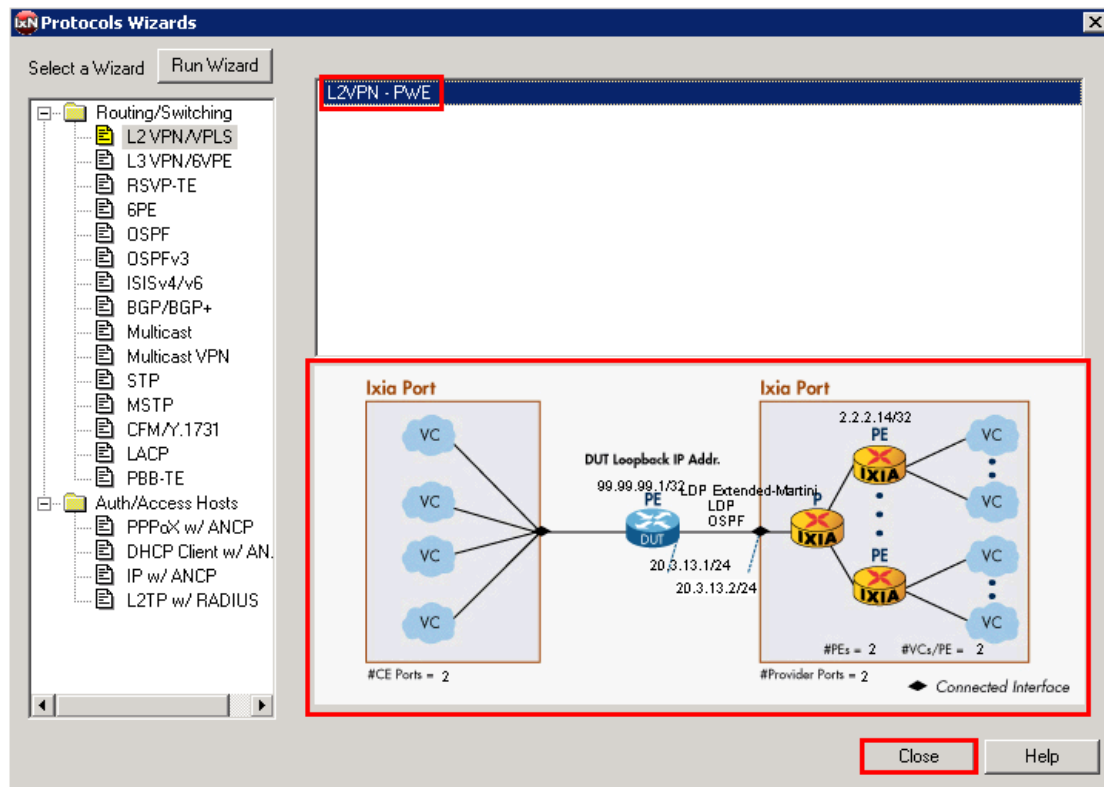 IxN Protocols Wizards
Select a Wizard Run Wizard
Routing/Switching
L2 VPN/VPLS
L3 VPN/6VPE
RSVP-TE
6PE
OSPF
OSPFv3
ISISv4/v6
BGP/BGP+
Multicast
Multicast VPN
STP
MSTP
CFM/Y.1731
LACP
PBB-TE
Auth/Access Hosts
PPPoX w/ ANCP
DHCP Client w/ AN.
IP w/ ANCP
L2TP w/ RADIUS
L2VPN - PWE
Ixia Port
VC
VC
VC
VC
#CE Ports = 2
DUT Loopback IP Addr.
99.99.99.1/32
PE
DUT
LDP Extended-Martini
LDP
OSPF
20.3.13.1/24
20.3.13.2/24
Ixia Port
2.2.2.14/32
PE
IXIA
P
IXIA
PE
IXIA
VC
VC
VC
VC
#PEs = 2 #VCs/PE = 2
#Provider Ports = 2
Connected Interface
Close Help